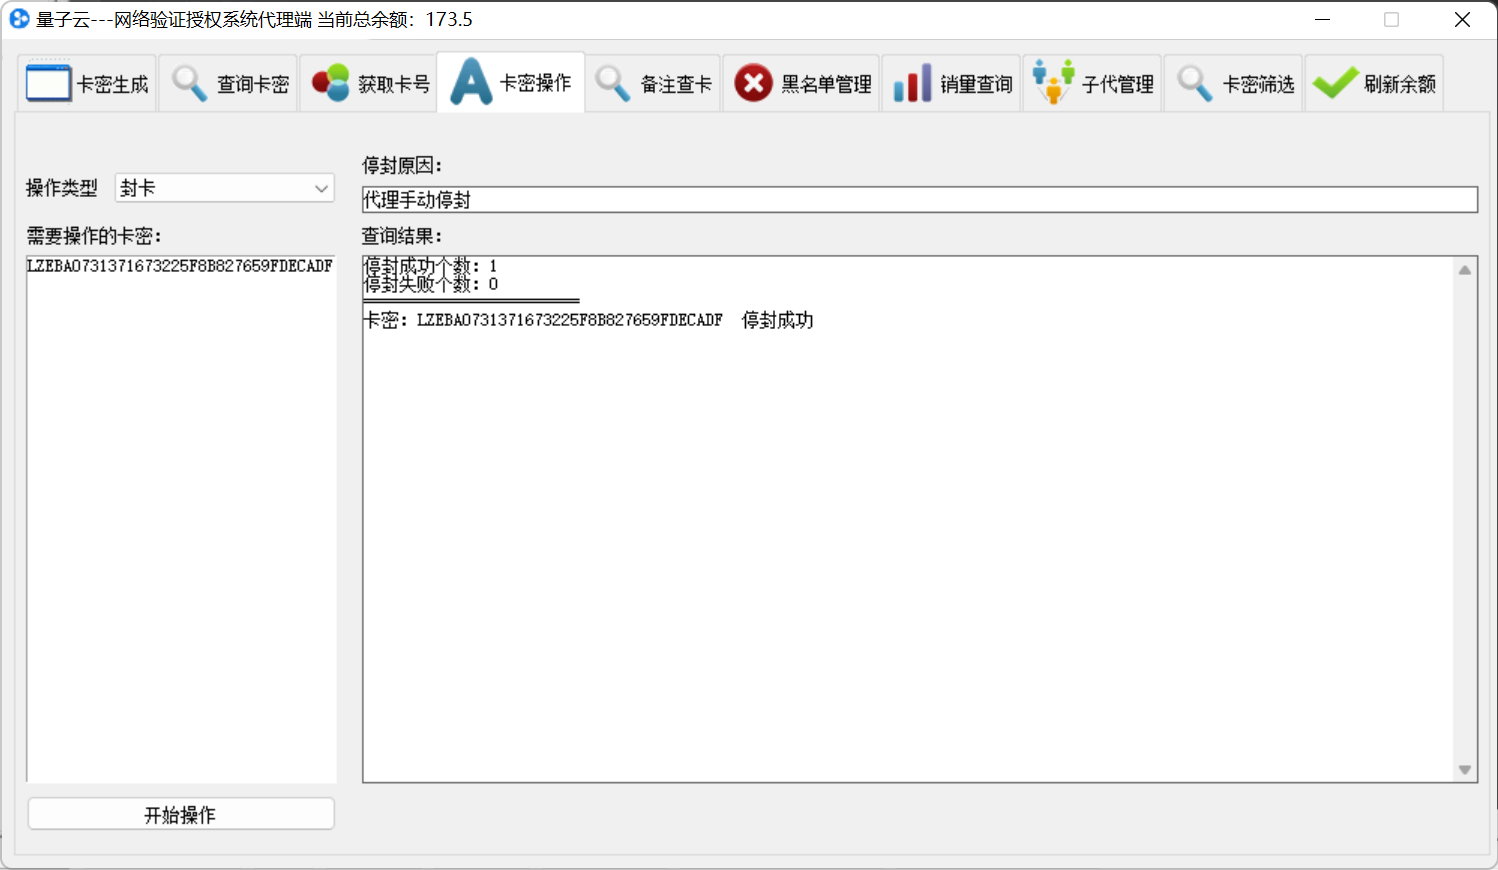 量子云---网络验证授权系统代理端 当前总余额：173.5
卡密生成 查询卡密 获取卡号 卡密操作 备注查卡 黑名单管理 销量查询 子代管理 卡密筛选 刷新余额
停封原因：
操作类型 封卡
代理手动停封
需要操作的卡密：
查询结果：
LZEBA0731371673225F8B827659FDECADF
停封成功个数：1
停封失败个数：0
════════════════════════
卡密：LZEBA0731371673225F8B827659FDECADF 停封成功
开始操作